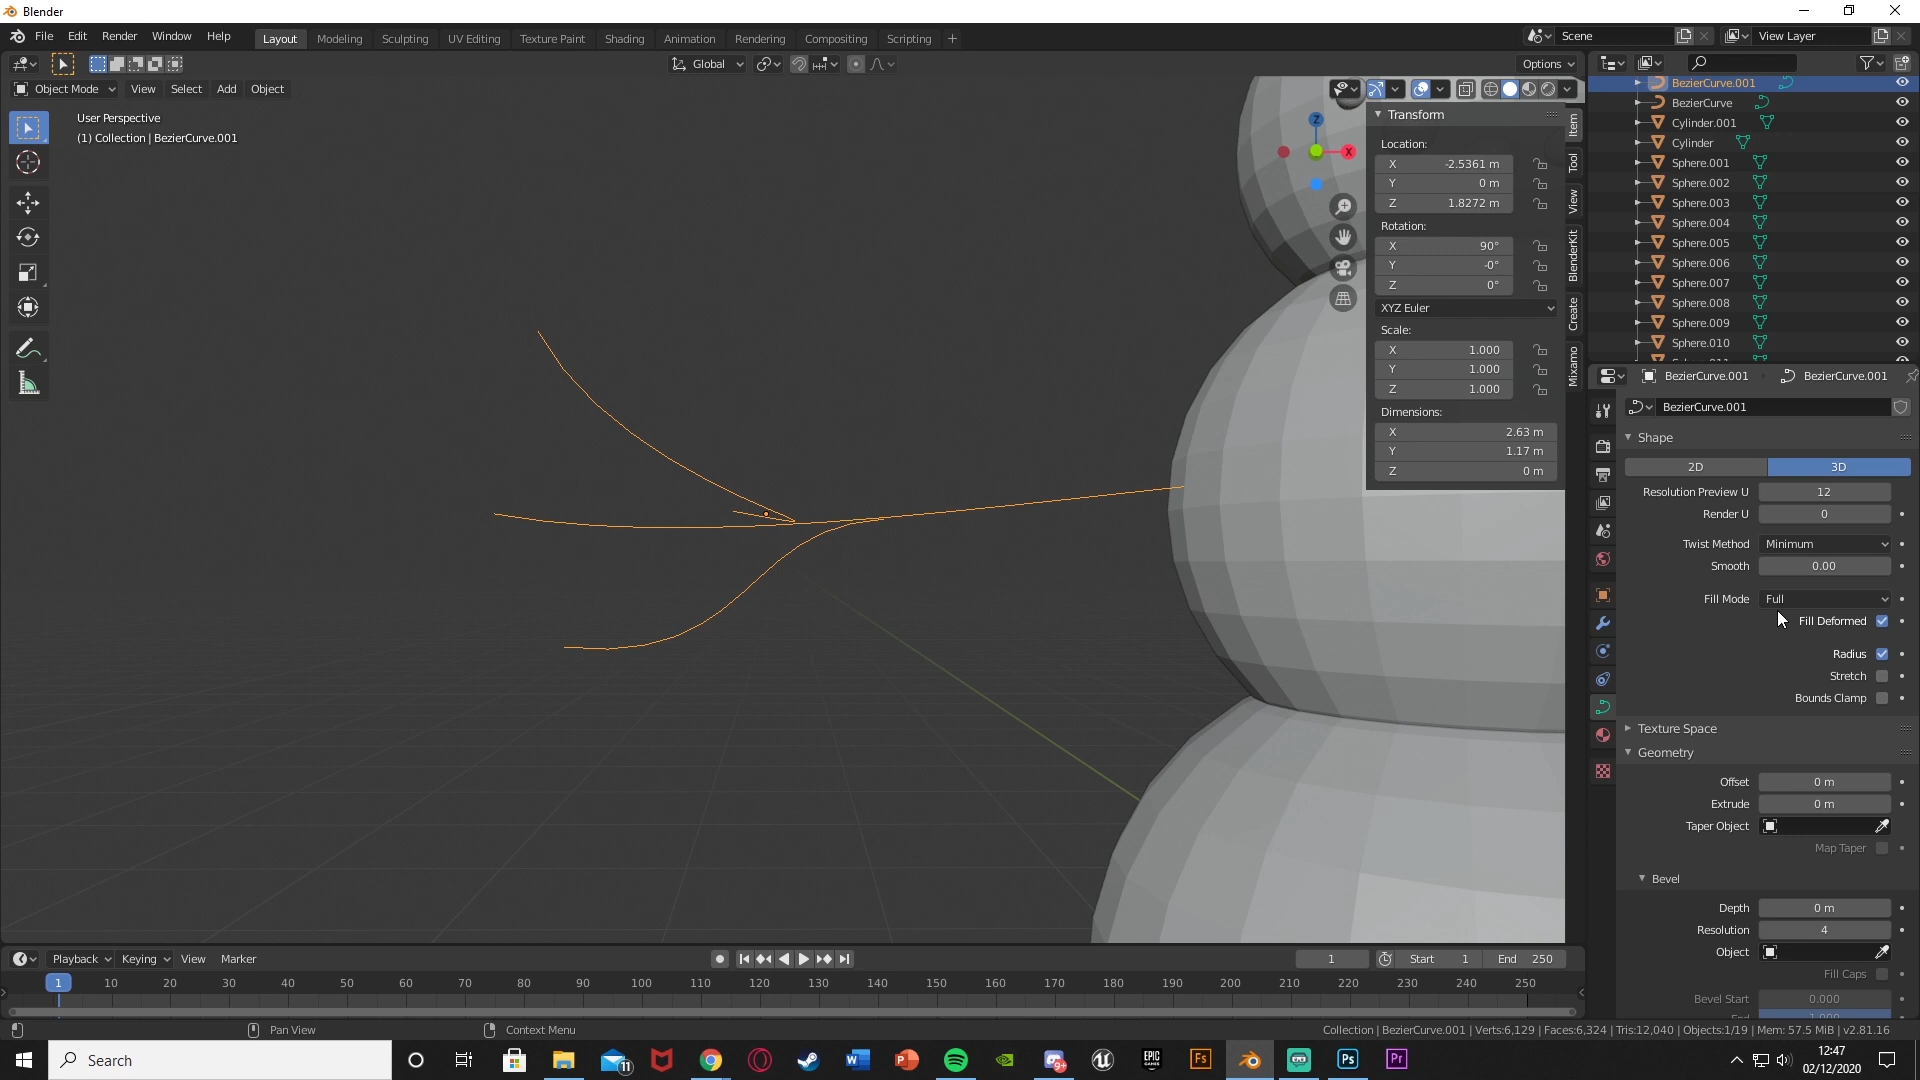 Blender
File Edit Render Window Help
Layout Modeling Sculpting UV Editing Texture Paint Shading Animation Rendering Compositing Scripting +
Scene
View Layer
Global
Options
Object Mode View Select Add Object
User Perspective
(1) Collection | BezierCurve.001
Z
X
Transform
Location:
X -2.5361 m
Y 0 m
Z 1.8272 m
Rotation:
X 90°
Y -0°
Z 0°
XYZ Euler
Scale:
X 1.000
Y 1.000
Z 1.000
Dimensions:
X 2.63 m
Y 1.17 m
Z 0 m
Item
Tool
View
BlenderKit
Create
Mixamo
BezierCurve.001
BezierCurve
Cylinder.001
Cylinder
Sphere.001
Sphere.002
Sphere.003
Sphere.004
Sphere.005
Sphere.006
Sphere.007
Sphere.008
Sphere.009
Sphere.010
BezierCurve.001 BezierCurve.001
BezierCurve.001
Shape
2D 3D
Resolution Preview U 12
Render U 0
Twist Method Minimum
Smooth 0.00
Fill Mode Full
Fill Deformed
Radius
Stretch
Bounds Clamp
Texture Space
Geometry
Offset 0 m
Extrude 0 m
Taper Object
Map Taper
Bevel
Depth 0 m
Resolution 4
Object
Fill Caps
Bevel Start 0.000
Playback Keying View Marker
1 Start 1 End 250
1 10 20 30 40 50 60 70 80 90 100 110 120 130 140 150 160 170 180 190 200 210 220 230 240 250
Pan View Context Menu
Collection | BezierCurve.001 | Verts:6,129 | Faces:6,324 | Tris:12,040 | Objects:1/19 | Mem: 57.5 MiB | v2.81.16
Search
11
9+
EPIC GAMES
Fs
Ps
Pr
12:47
02/12/2020